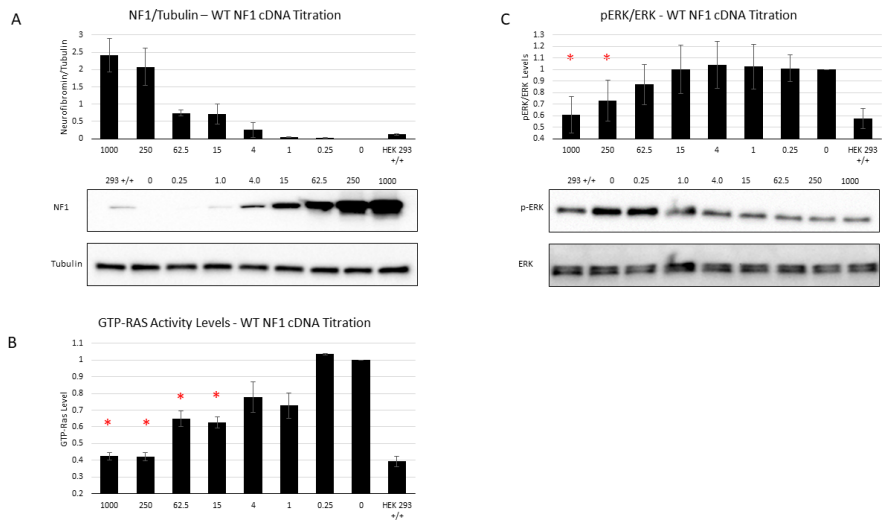 A
NF1/Tubulin – WT NF1 cDNA Titration
Neurofibromin/Tubulin
3
2.5
2
1.5
1
0.5
0
1000 250 62.5 15 4 1 0.25 0 HEK 293 +/+
293 +/+ 0 0.25 1.0 4.0 15 62.5 250 1000
NF1
Tubulin
B
GTP-RAS Activity Levels - WT NF1 cDNA Titration
GTP-Ras Level
1.1
1
0.9
0.8
0.7
0.6
0.5
0.4
0.3
0.2
* * * *
1000 250 62.5 15 4 1 0.25 0 HEK 293 +/+
C
pERK/ERK - WT NF1 cDNA Titration
pERK/ERK Levels
1.3
1.2
1.1
1
0.9
0.8
0.7
0.6
0.5
0.4
* *
1000 250 62.5 15 4 1 0.25 0 HEK 293 +/+
293 +/+ 0 0.25 1.0 4.0 15 62.5 250 1000
p-ERK
ERK